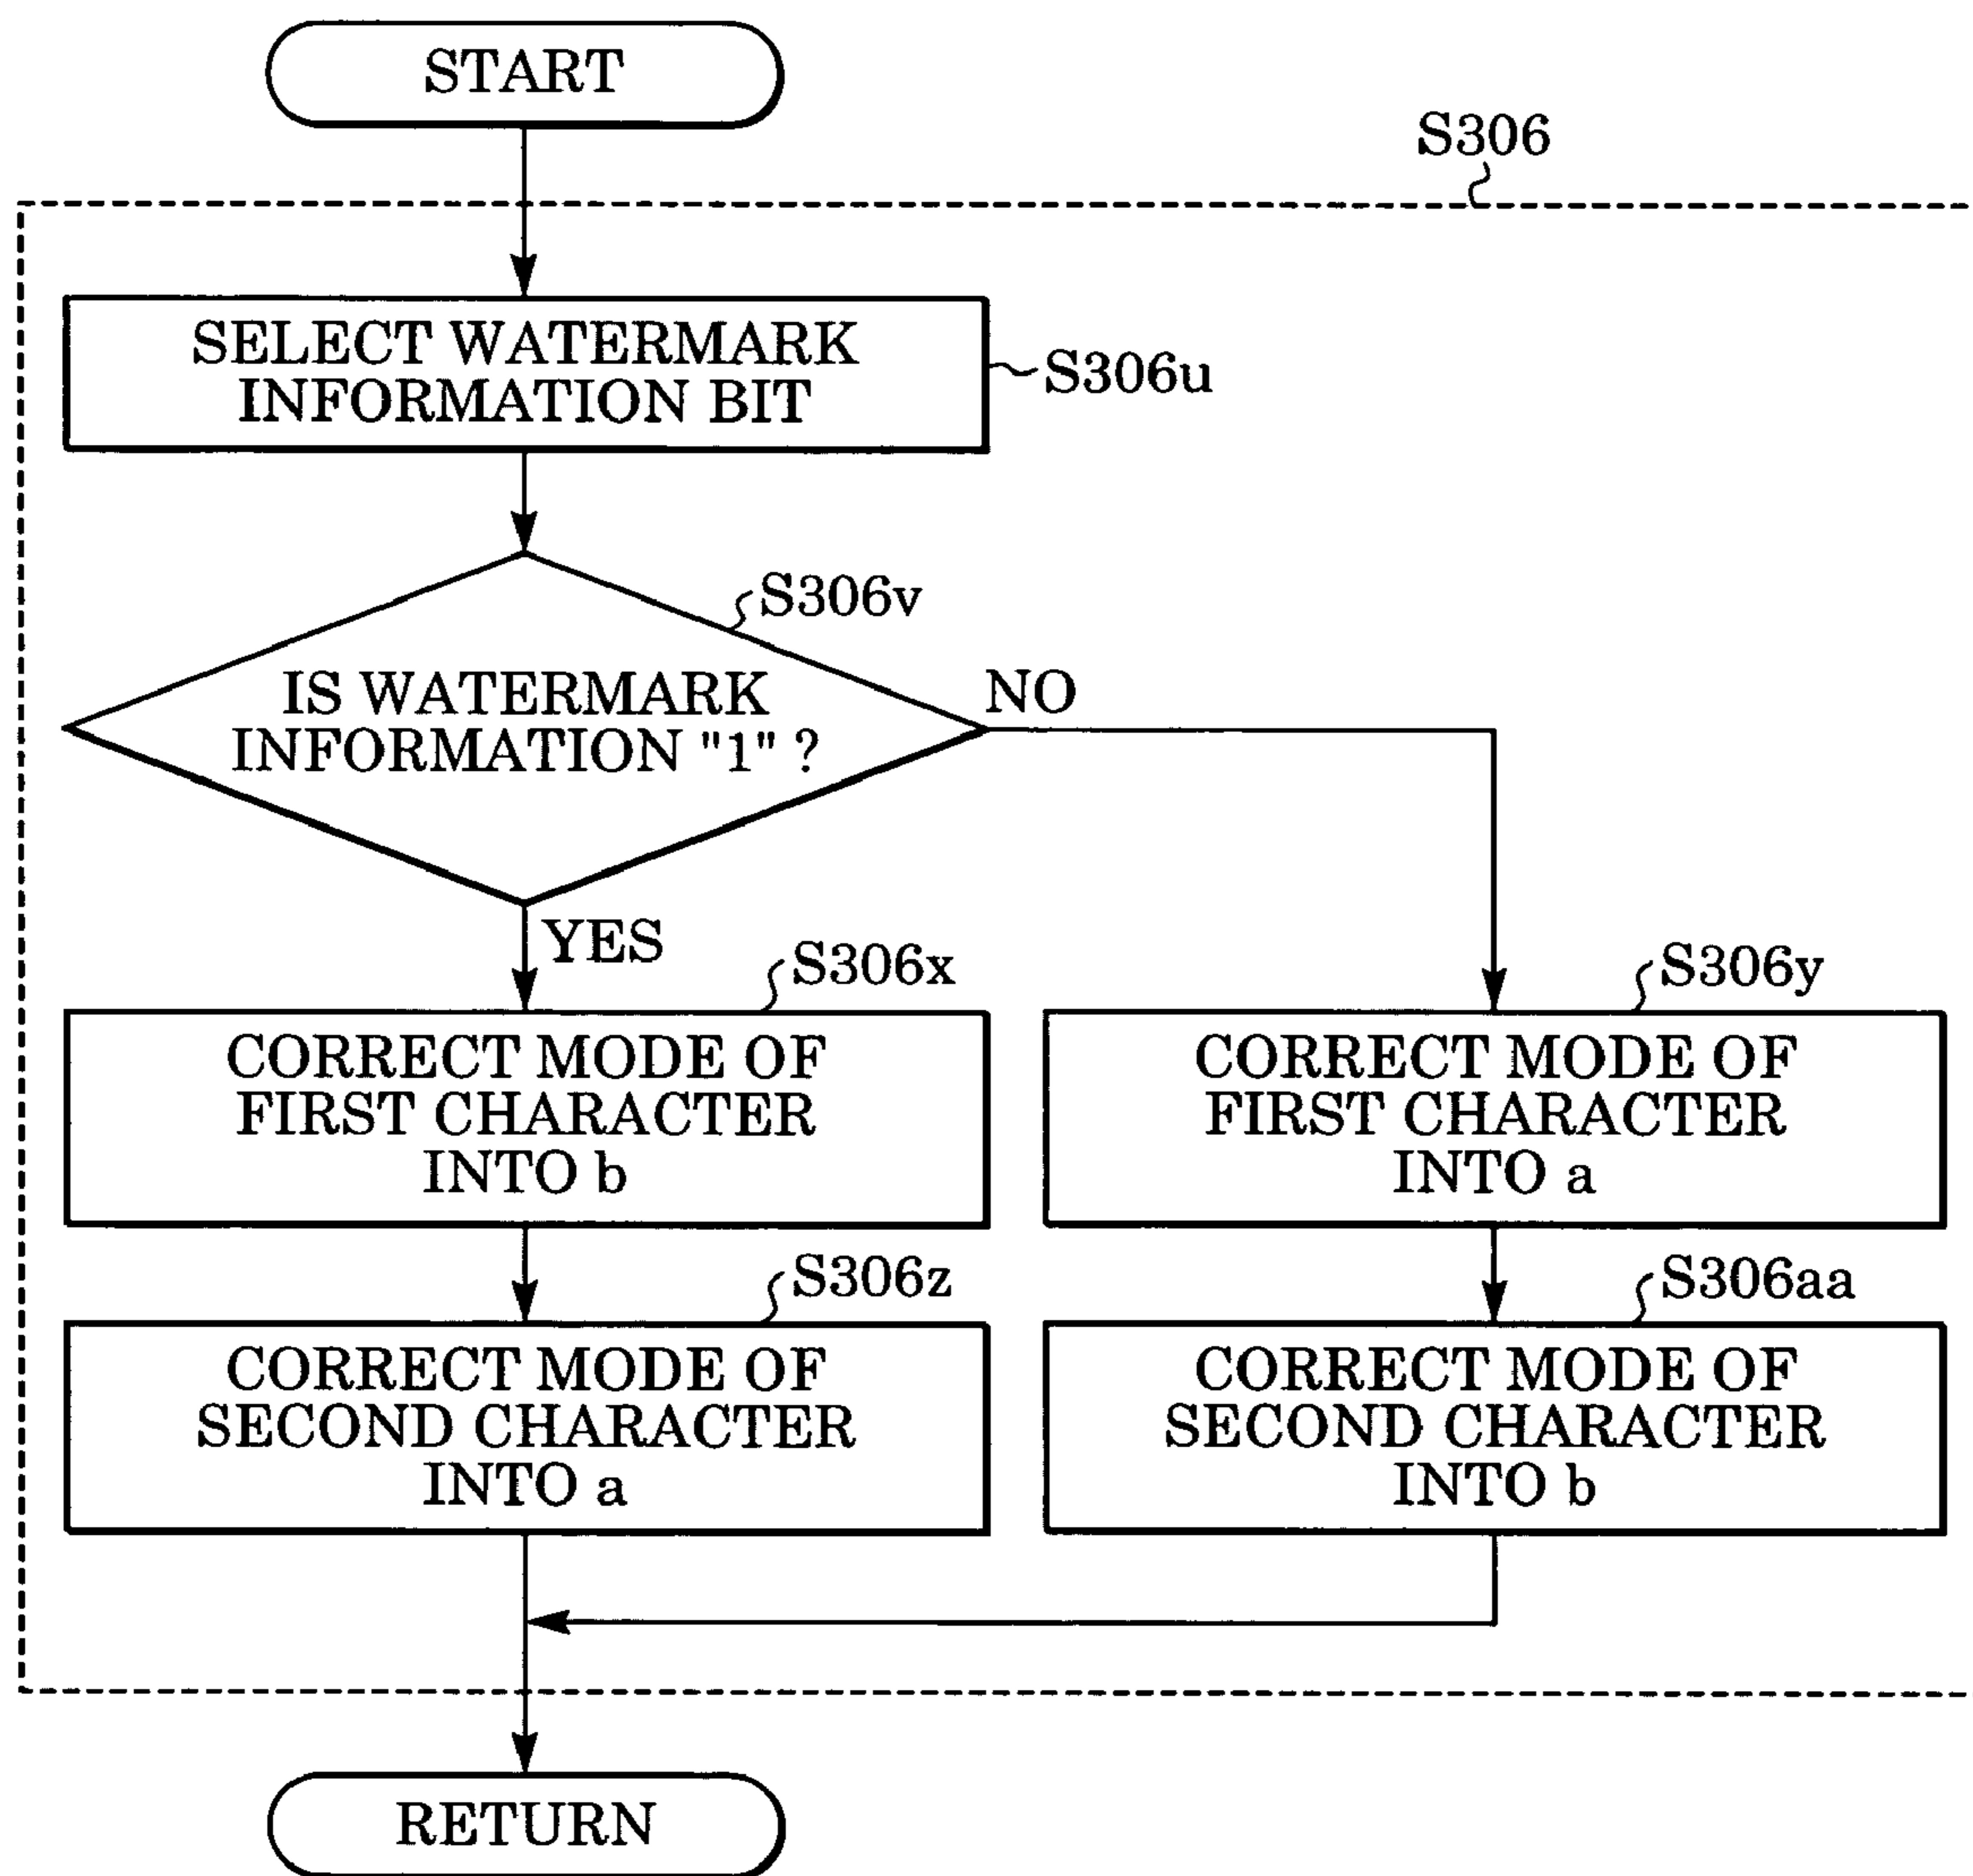 START
S306
SELECT WATERMARK
INFORMATION BIT
S306u
S306v
IS WATERMARK
INFORMATION "1" ?
NO
YES
S306x
CORRECT MODE OF
FIRST CHARACTER
INTO b
S306y
CORRECT MODE OF
FIRST CHARACTER
INTO a
S306z
CORRECT MODE OF
SECOND CHARACTER
INTO a
S306aa
CORRECT MODE OF
SECOND CHARACTER
INTO b
RETURN